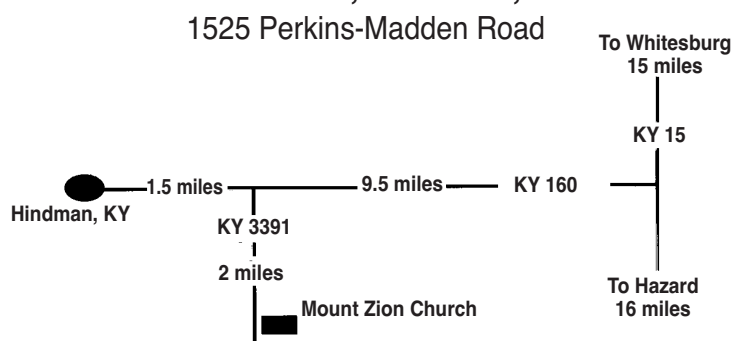 1525 Perkins-Madden Road
To Whitesburg
15 miles
KY 15
1.5 miles
9.5 miles
KY 160
Hindman, KY
KY 3391
2 miles
Mount Zion Church
To Hazard
16 miles